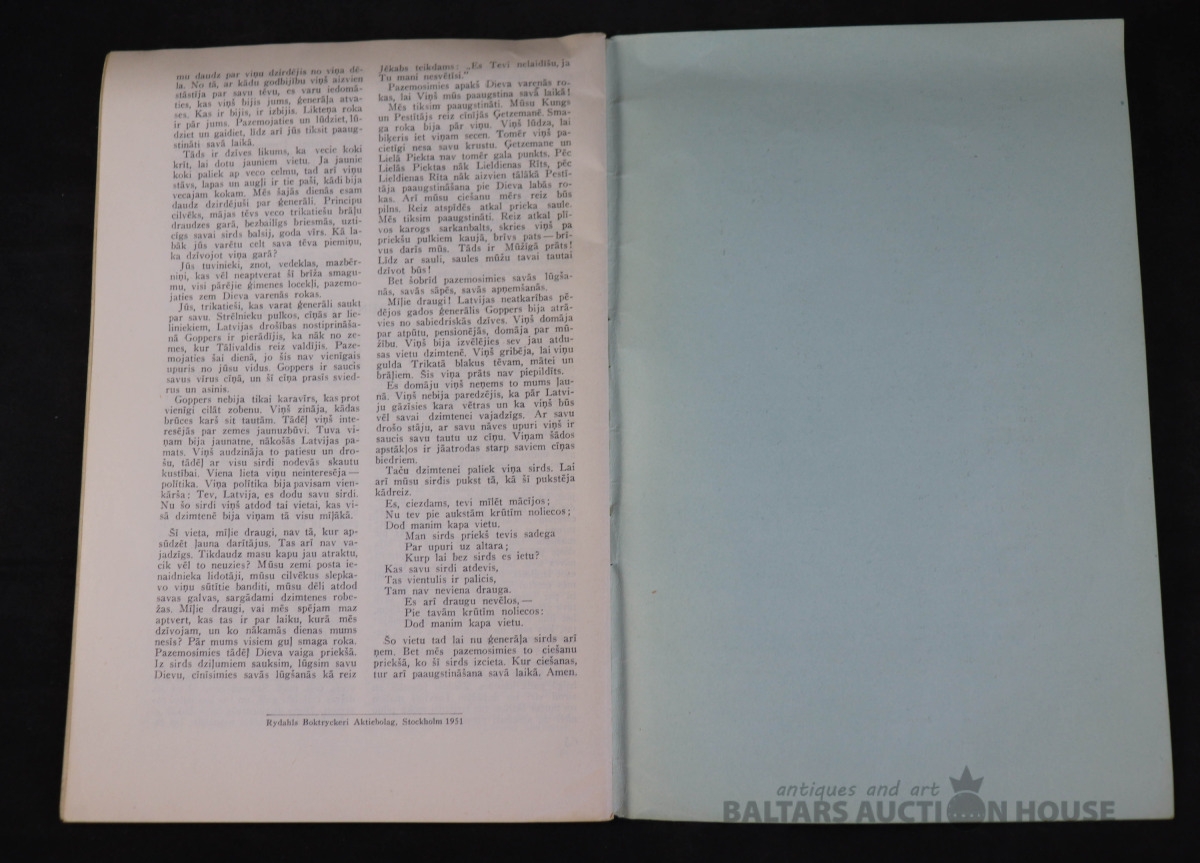 mu daudz par viņu dzirdējis no viņa dē-
la. No tā, ar kādu godbijību viņš aizvien
stāstīja par savu tēvu, es varu iedomā-
ties, kas viņš bijis jums, ģenerāļa atva-
ses. Kas ir bijis, ir izbijis. Likteņa roka
ir pār jums. Pazemojaties un lūdziet, lū-
dziet un gaidiet, līdz arī jūs tiksit paaug-
stināti savā laikā.
Tāds ir dzīves likums, ka vecie koki
krīt, lai dotu jauniem vietu. Ja jaunie
koki paliek ap veco celmu, tad arī viņu
stāvs, lapas un augļi ir tie paši, kādi bija
vecajam kokam. Mēs šajās dienās esam
daudz dzirdējuši par ģenerāli. Principu
cilvēks, mājas tēvs veco trikatiešu brāļu
draudzes garā, bezbailīgs briesmās, uzti-
cīgs savai sirds balsij, goda vīrs. Kā la-
bāk jūs varētu celt sava tēva piemiņu,
ka dzīvojot viņa garā?
Jūs tuvinieki, znot, vedeklas, mazbēr-
niņi, kas vēl neaptverat šī brīža smagu-
mu, visi pārējie ģimenes locekļi, pazemo-
jaties zem Dieva varenās rokas.
Jūs, trikatieši, kas varat ģenerāli saukt
par savu. Strēlnieku pulkos, cīņās ar lie-
liniekiem, Latvijas drošības nostiprināša-
nā Goppers ir pierādījis, ka nāk no ze-
mes, kur Tālivaldis reiz valdījis. Paze-
mojaties šai dienā, jo šis nav vienīgais
upuris no jūsu vidus. Goppers ir saucis
savus vīrus cīņā, un šī cīņa prasīs svied-
rus un asinis.
Goppers nebija tikai karavīrs, kas prot
vienīgi cilāt zobenu. Viņš zināja, kādas
brūces karš sit tautām. Tādēļ viņš inte-
resējās par zemes jaunuzbūvi. Tuva vi-
ņam bija jaunatne, nākošās Latvijas pa-
mats. Viņš audzināja to patiesu un dro-
šu, tādēļ ar visu sirdi nodevās skautu
kustībai. Viena lieta viņu neinteresēja —
polītika. Viņa polītika bija pavisam vien-
kārša: Tev, Latvija, es dodu savu sirdi.
Nu šo sirdi viņš atdod tai vietai, kas vi-
sā dzimtenē bija viņam tā visu mīļākā.
Šī vieta, mīļie draugi, nav tā, kur ap-
sūdzēt ļauna darītājus. Tas arī nav va-
jadzīgs. Tikdaudz masu kapu jau atraktu,
cik vēl to neuzies? Mūsu zemi posta ie-
naidnieka lidotāji, mūsu cilvēkus slepka-
vo viņu sūtītie banditi, mūsu dēli atdod
savas galvas, sargādami dzimtenes robe-
žas. Mīļie draugi, vai mēs spējam maz
aptvert, kas tas ir par laiku, kurā mēs
dzīvojam, un ko nākamās dienas mums
nesīs? Pār mums visiem guļ smaga roka.
Pazemosimies tādēļ Dieva vaiga priekšā.
Iz sirds dziļumiem sauksim, lūgsim savu
Dievu, cīnīsimies savās lūgšanās kā reiz
Jēkabs teikdams: „Es Tevi nelaidīšu, ja
Tu mani nesvētīsi."
Pazemosimies apakš Dieva varenās ro-
kas, lai Viņš mūs paaugstina savā laikā!
Mēs tiksim paaugstināti. Mūsu Kungs
un Pestītājs reiz cīnījās Ģetzemanē. Sma-
ga roka bija pār viņu. Viņš lūdza, lai
biķeris iet viņam secen. Tomēr viņš pa-
cietīgi nesa savu krustu. Ģetzemane un
Lielā Piekta nav tomēr gala punkts. Pēc
Lielās Piektas nāk Lieldienas Rīts, pēc
Lieldienas Rīta nāk aizvien tālākā Pestī-
tāja paaugstināšana pie Dieva labās ro-
kas. Arī mūsu ciešanu mērs reiz būs
pilns. Reiz atspīdēs atkal prieka saule.
Mēs tiksim paaugstināti. Reiz atkal plī-
vos karogs sarkanbalts, skries viņš pa
priekšu pulkiem kaujā, brīvs pats — brī-
vus darīs mūs. Tāds ir Mūžīgā prāts!
Līdz ar sauli, saules mūžu tavai tautai
dzīvot būs!
Bet šobrīd pazemosimies savās lūgša-
nās, savās sāpēs, savās apņemšanās.
Mīļie draugi! Latvijas neatkarības pē-
dējos gados ģenerālis Goppers bija atrā-
vies no sabiedriskās dzīves. Viņš domāja
par atpūtu, pensionējās, domāja par mū-
žību. Viņš bija izvēlējies sev jau atdu-
sas vietu dzimtenē. Viņš gribēja, lai viņu
gulda Trikatā blakus tēvam, mātei un
brāļiem. Šis viņa prāts nav piepildīts.
Es domāju viņš neņems to mums ļau-
nā. Viņš nebija paredzējis, ka pār Latvi-
ju gāzīsies kara vētras un ka viņš būs
vēl savai dzimtenei vajadzīgs. Ar savu
drošo stāju, ar savu nāves upuri viņš ir
saucis savu tautu uz cīņu. Viņam šādos
apstākļos ir jāatrodas starp saviem cīņas
biedriem.
Taču dzimtenei paliek viņa sirds. Lai
arī mūsu sirdis pukst tā, kā šī pukstēja
kādreiz.
Es, ciezdams, tevi mīlēt mācījos;
Nu tev pie aukstām krūtīm noliecos;
Dod manim kapa vietu.
Man sirds priekš tevis sadega
Par upuri uz altara;
Kurp lai bez sirds es ietu?
Kas savu sirdi atdevis,
Tas vientulis ir palicis,
Tam nav neviena drauga.
Es arī draugu nevēlos, —
Pie tavām krūtīm noliecos:
Dod manim kapa vietu.
Šo vietu tad lai nu ģenerāļa sirds arī
ņem. Bet mēs pazemosimies to ciešanu
priekšā, ko šī sirds izcieta. Kur ciešanas,
tur arī paaugstināšana savā laikā. Amen.
Rydahls Boktryckeri Aktiebolag, Stockholm 1951
antiques and art
BALTARS AUCTION HOUSE